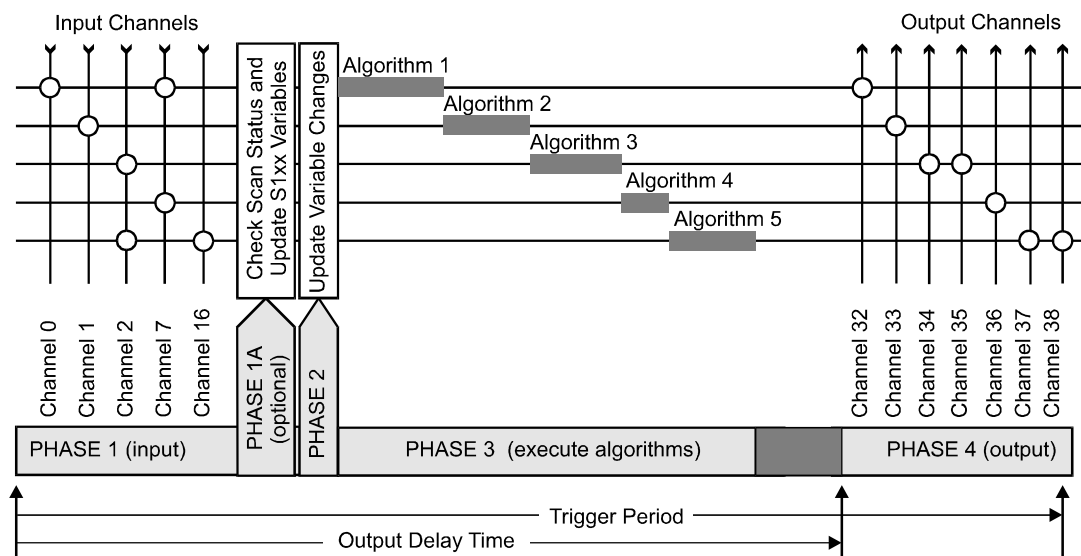 Input Channels
Output Channels
Check Scan Status and
Update S1xx Variables
Update Variable Changes
Algorithm 1
Algorithm 2
Algorithm 3
Algorithm 4
Algorithm 5
Channel 0
Channel 1
Channel 2
Channel 7
Channel 16
PHASE 1A
(optional)
PHASE 2
Channel 32
Channel 33
Channel 34
Channel 35
Channel 36
Channel 37
Channel 38
PHASE 1 (input)
PHASE 3 (execute algorithms)
PHASE 4 (output)
Trigger Period
Output Delay Time